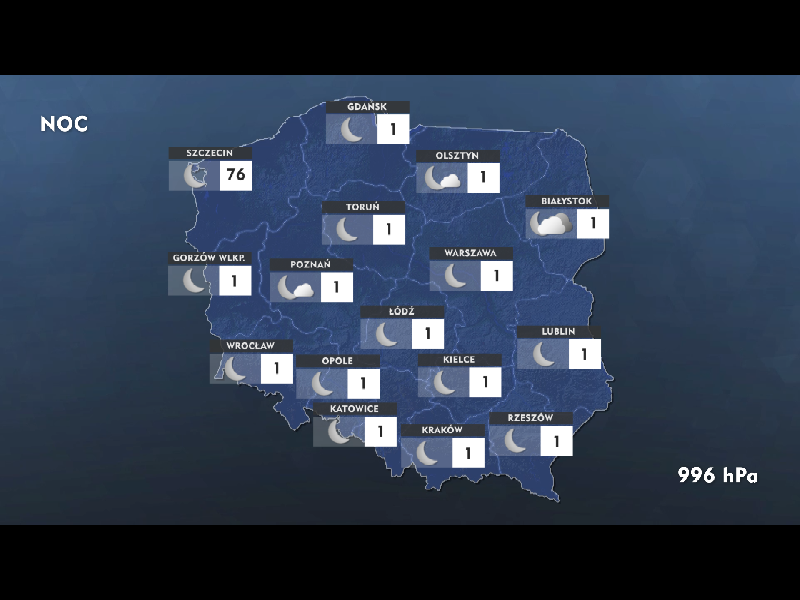 NOC
GDAŃSK
1
SZCZECIN
76
OLSZTYN
1
TORUŃ
1
BIAŁYSTOK
1
GORZÓW WLKP.
1
POZNAŃ
1
WARSZAWA
1
ŁÓDŹ
1
WROCŁAW
1
OPOLE
1
KIELCE
1
LUBLIN
1
KATOWICE
1
KRAKÓW
1
RZESZÓW
1
996 hPa